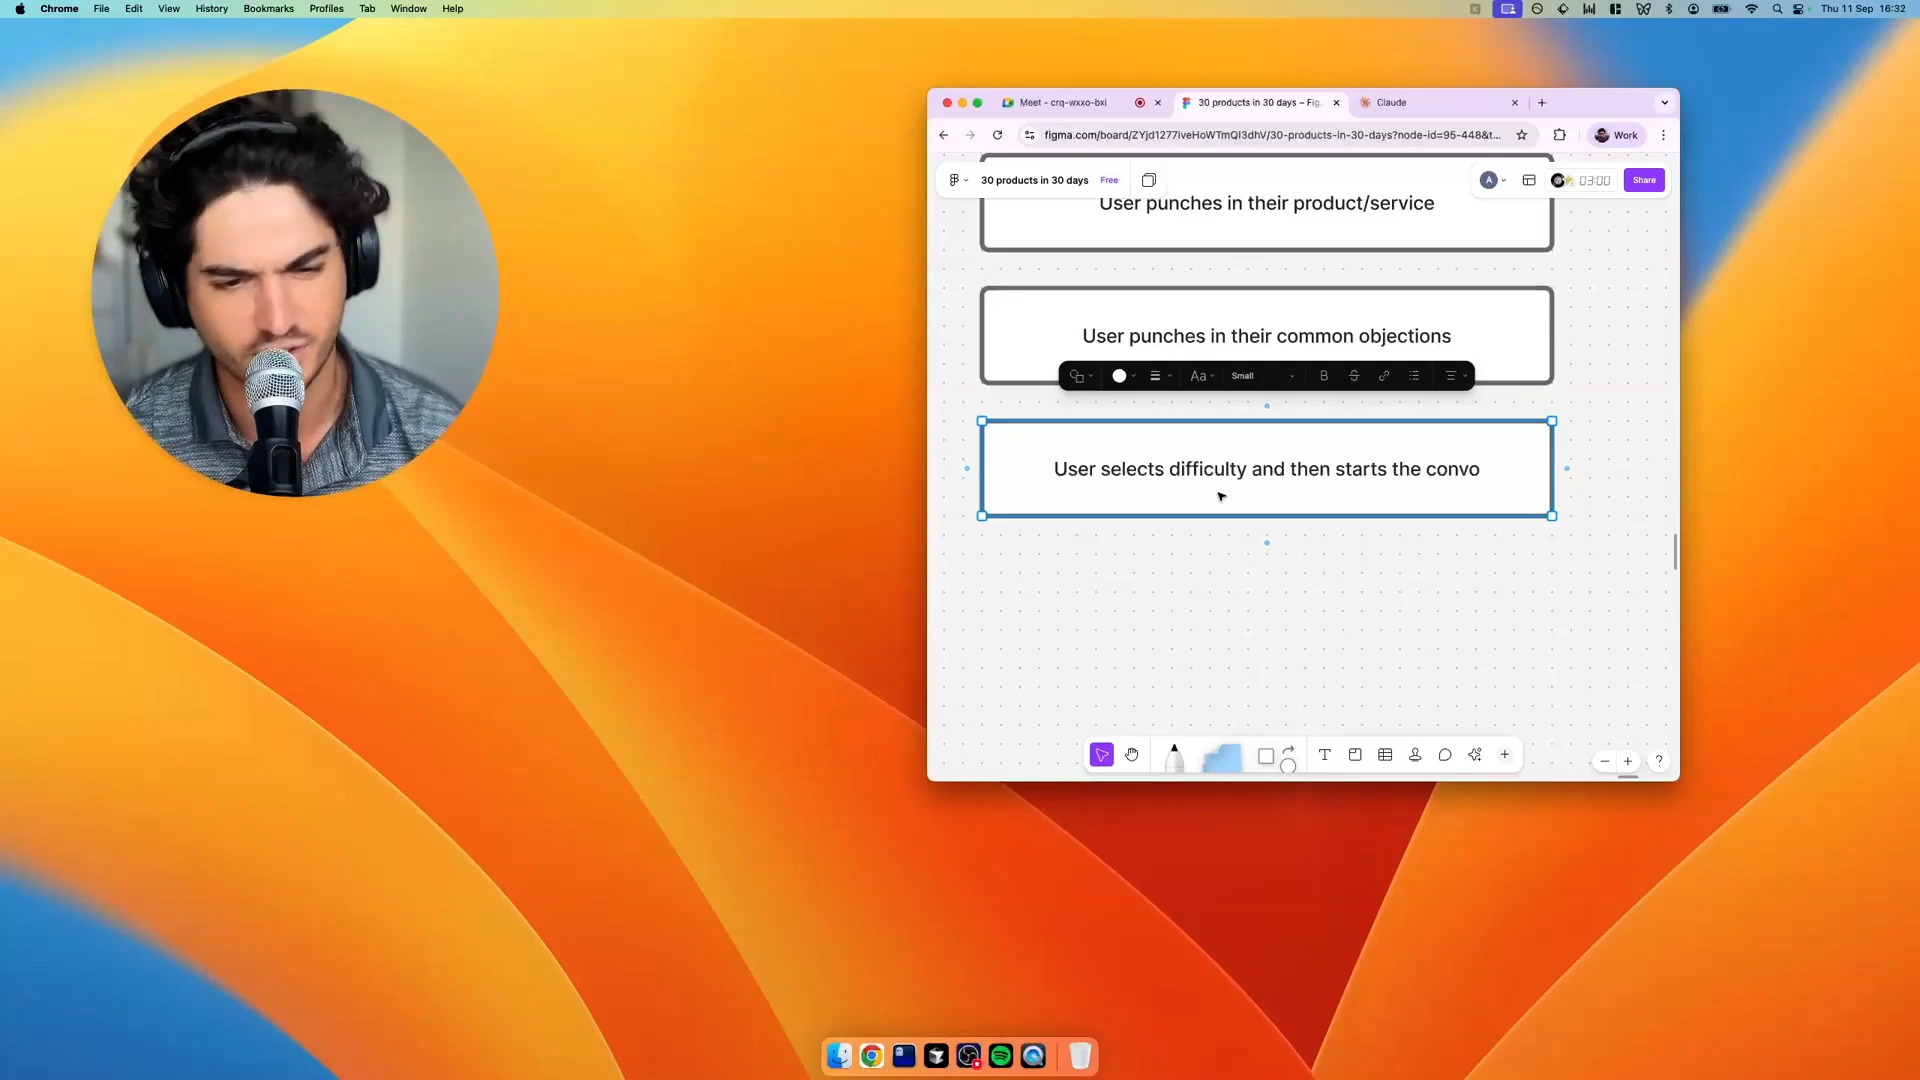 Chrome File Edit View History Bookmarks Profiles Tab Window Help
Thu 11 Sep 16:32
Meet - crq-wxxo-bxi
30 products in 30 days – Fig.
Claude
figma.com/board/ZYjd1277iveHoWTmQI3dhV/30-products-in-30-days?node-id=95-448&t...
Work
30 products in 30 days Free
A
03:00
Share
User punches in their product/service
User punches in their common objections
Aa Small B S
User selects difficulty and then starts the convo
T
?